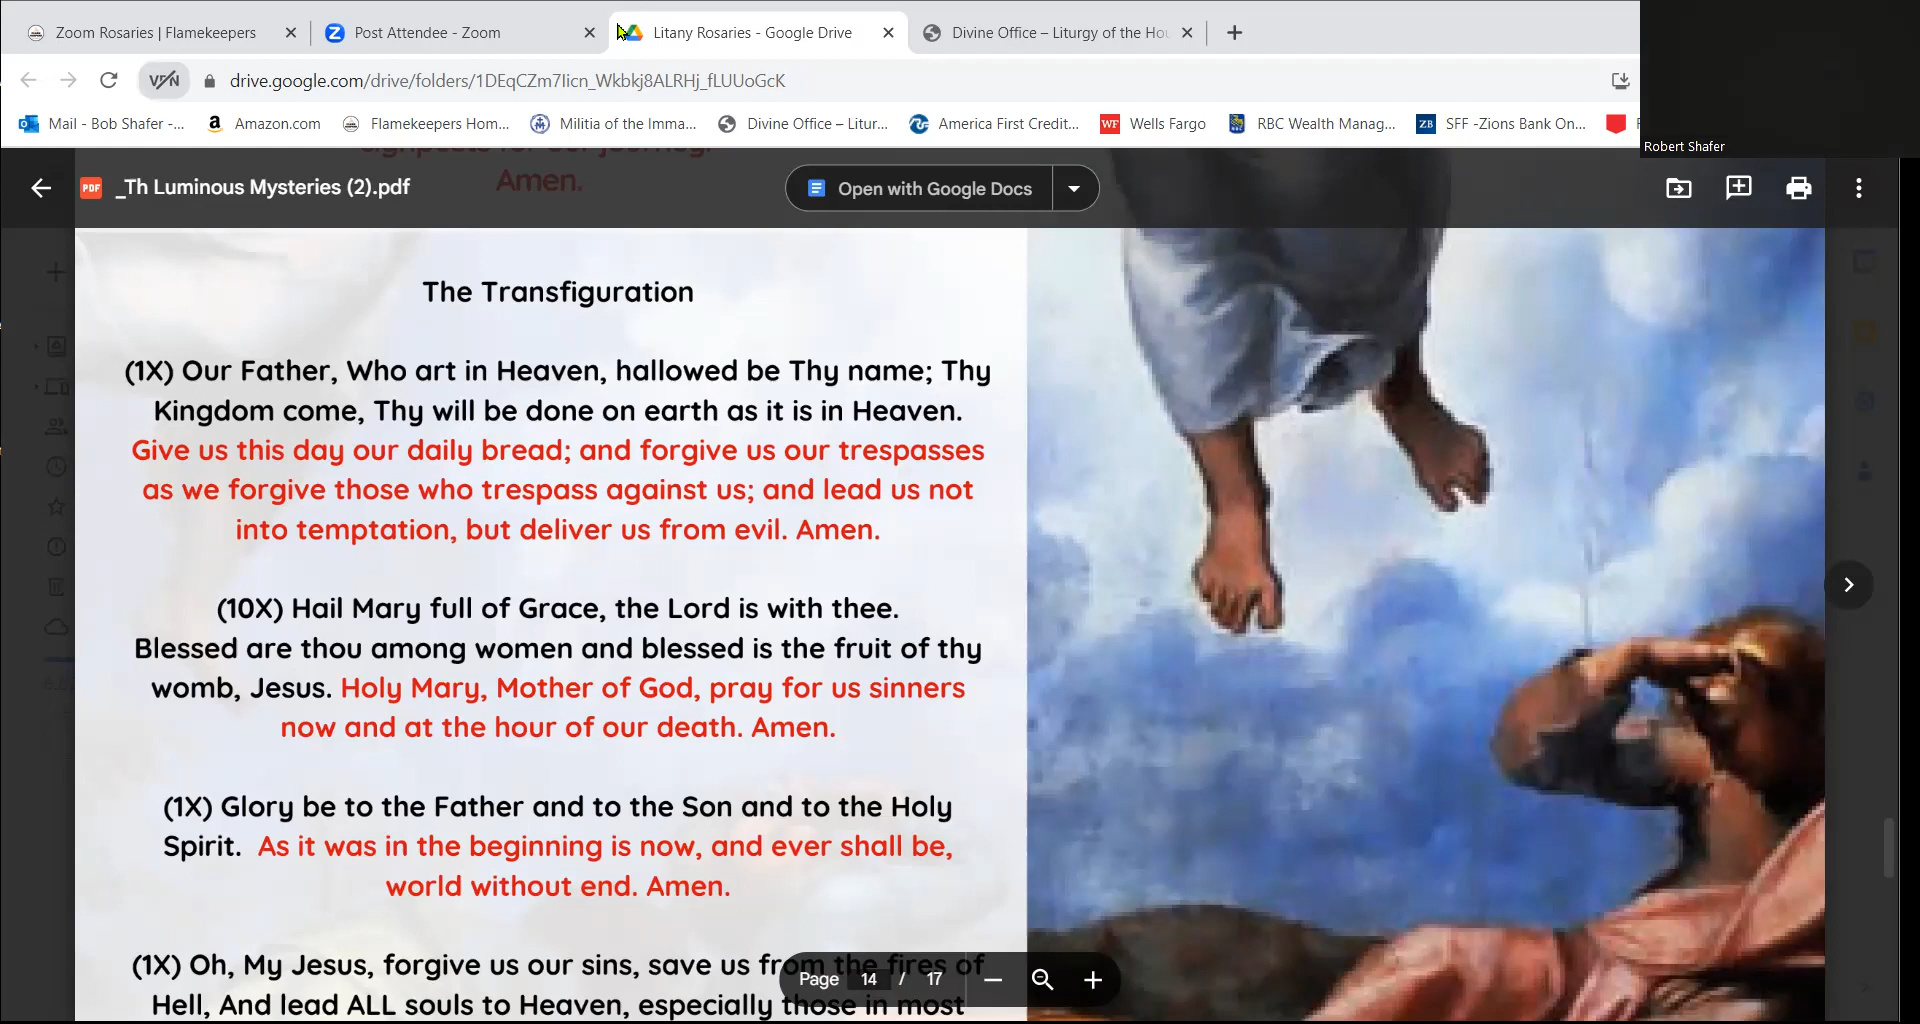 Zoom Rosaries | Flamekeepers
Post Attendee - Zoom
Litany Rosaries - Google Drive
Divine Office – Liturgy of the Hou
drive.google.com/drive/folders/1DEqCZm7Iicn_Wkbkj8ALRHj_fLUUoGcK
Mail - Bob Shafer -...
Amazon.com
Flamekeepers Hom...
Militia of the Imma...
Divine Office – Litur...
America First Credit...
WF Wells Fargo
RBC Wealth Manag...
ZB SFF -Zions Bank On...
Robert Shafer
Amen.
PDF _Th Luminous Mysteries (2).pdf
Open with Google Docs
The Transfiguration
(1X) Our Father, Who art in Heaven, hallowed be Thy name; Thy
Kingdom come, Thy will be done on earth as it is in Heaven.
Give us this day our daily bread; and forgive us our trespasses
as we forgive those who trespass against us; and lead us not
into temptation, but deliver us from evil. Amen.
(10X) Hail Mary full of Grace, the Lord is with thee.
Blessed are thou among women and blessed is the fruit of thy
womb, Jesus. Holy Mary, Mother of God, pray for us sinners
now and at the hour of our death. Amen.
(1X) Glory be to the Father and to the Son and to the Holy
Spirit. As it was in the beginning is now, and ever shall be,
world without end. Amen.
(1X) Oh, My Jesus, forgive us our sins, save us from the fires of
Hell, And lead ALL souls to Heaven, especially those in most
Page 14 / 17